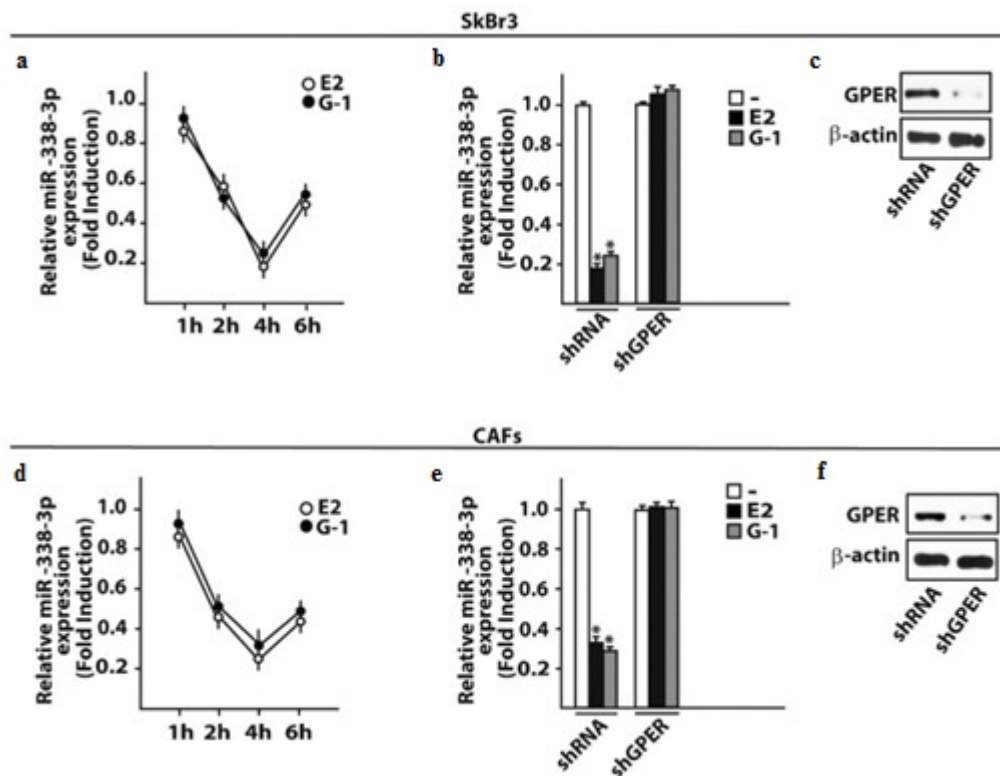 SkBr3
a
Relative miR-338-3p
expression
(Fold Induction)
1.0
0.8
0.6
0.4
0.2
E2
G-1
1h 2h 4h 6h
b
Relative miR-338-3p
expression
(Fold Induction)
1.0
0.8
0.6
0.4
0.2
-
E2
G-1
* *
shRNA shGPER
c
GPER
β-actin
shRNA shGPER
CAFs
d
Relative miR-338-3p
expression
(Fold Induction)
1.0
0.8
0.6
0.4
0.2
E2
G-1
1h 2h 4h 6h
e
Relative miR-338-3p
expression
(Fold Induction)
1.0
0.8
0.6
0.4
0.2
-
E2
G-1
* *
shRNA shGPER
f
GPER
β-actin
shRNA shGPER